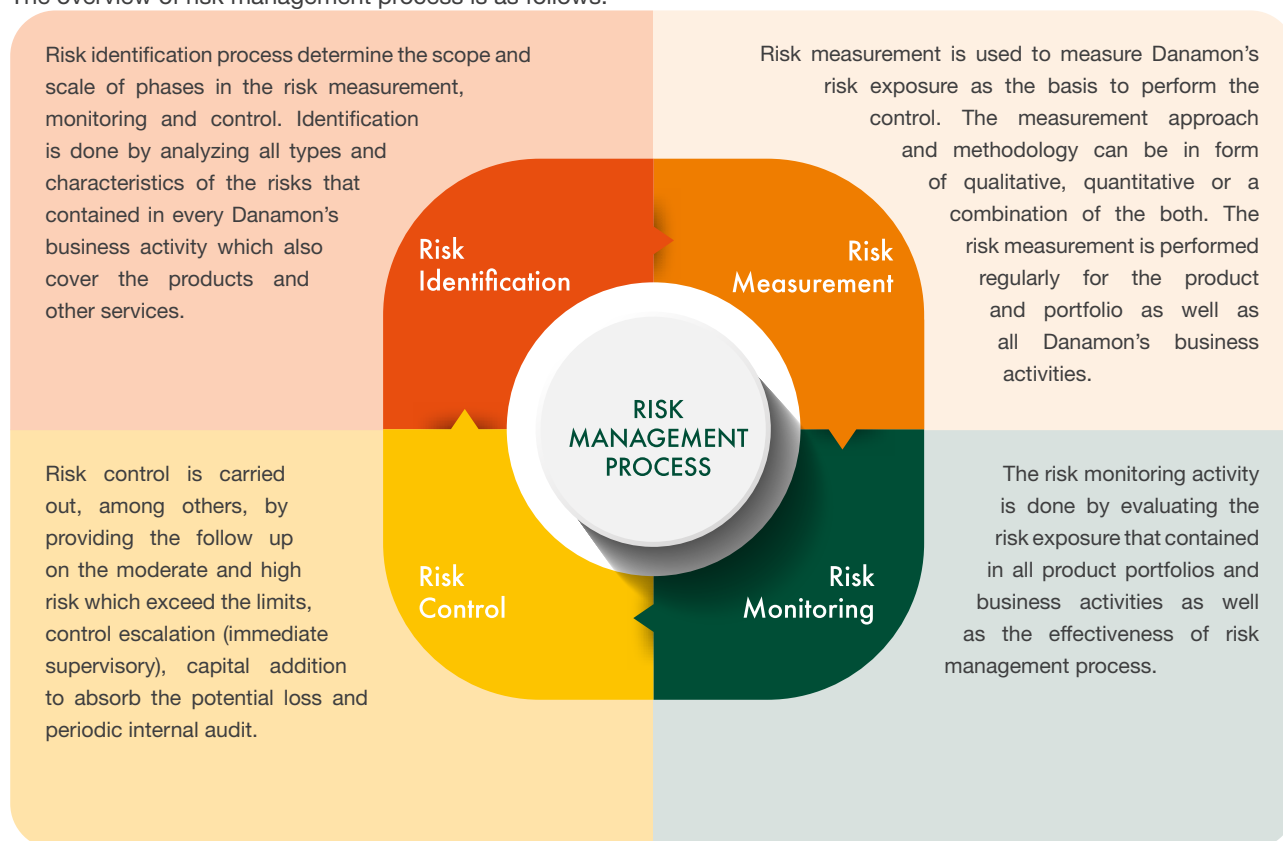 The overview of risk management process is as follows:
Risk identification process determine the scope and
scale of phases in the risk measurement,
monitoring and control. Identification
is done by analyzing all types and
characteristics of the risks that
contained in every Danamon's
business activity which also
cover the products and
other services.
Risk measurement is used to measure Danamon's
risk exposure as the basis to perform the
control. The measurement approach
and methodology can be in form
of qualitative, quantitative or a
combination of the both. The
risk measurement is performed
regularly for the product
and portfolio as well as
all Danamon's business
activities.
Risk
Identification
Risk
Measurement
RISK
MANAGEMENT
PROCESS
Risk
Control
Risk
Monitoring
Risk control is carried
out, among others, by
providing the follow up
on the moderate and high
risk which exceed the limits,
control escalation (immediate
supervisory), capital addition
to absorb the potential loss and
periodic internal audit.
The risk monitoring activity
is done by evaluating the
risk exposure that contained
in all product portfolios and
business activities as well
as the effectiveness of risk
management process.